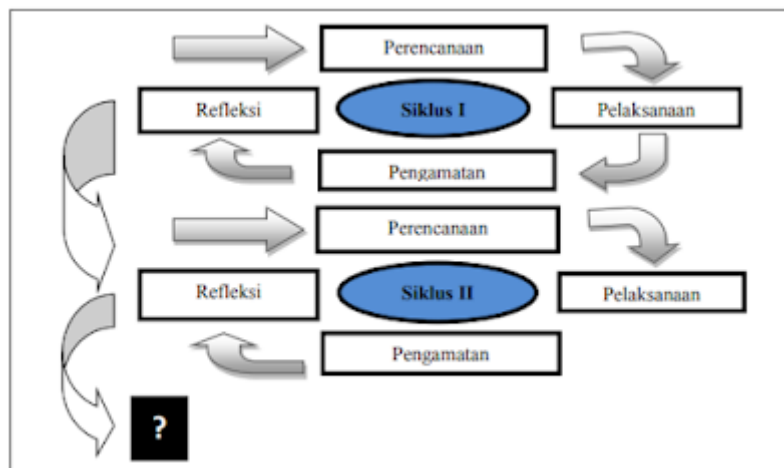 Perencanaan
Refleksi
Siklus I
Pelaksanaan
Pengamatan
Perencanaan
Refleksi
Siklus II
Pelaksanaan
Pengamatan
?